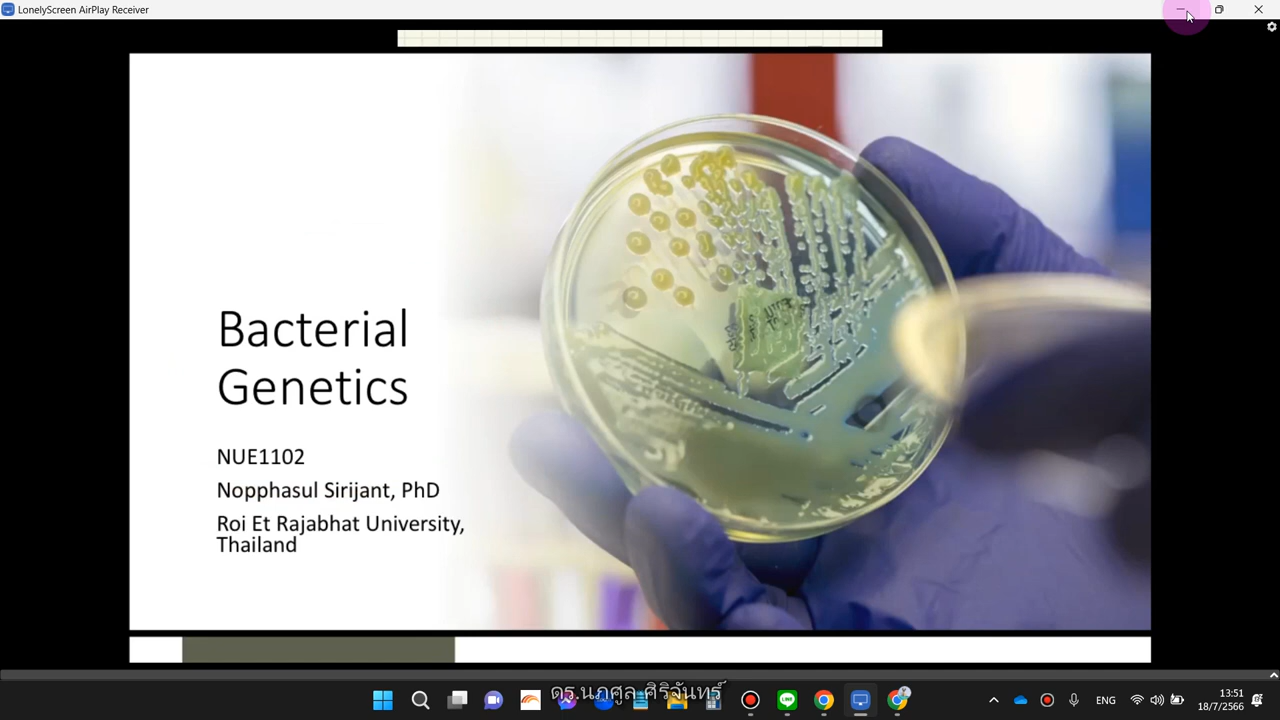 LonelyScreen AirPlay Receiver
Bacterial
Genetics
NUE1102
Nopphasul Sirijant, PhD
Roi Et Rajabhat University,
Thailand
ดร.นภศูล ศิริจันทร์
ENG
13:51
18/7/2566